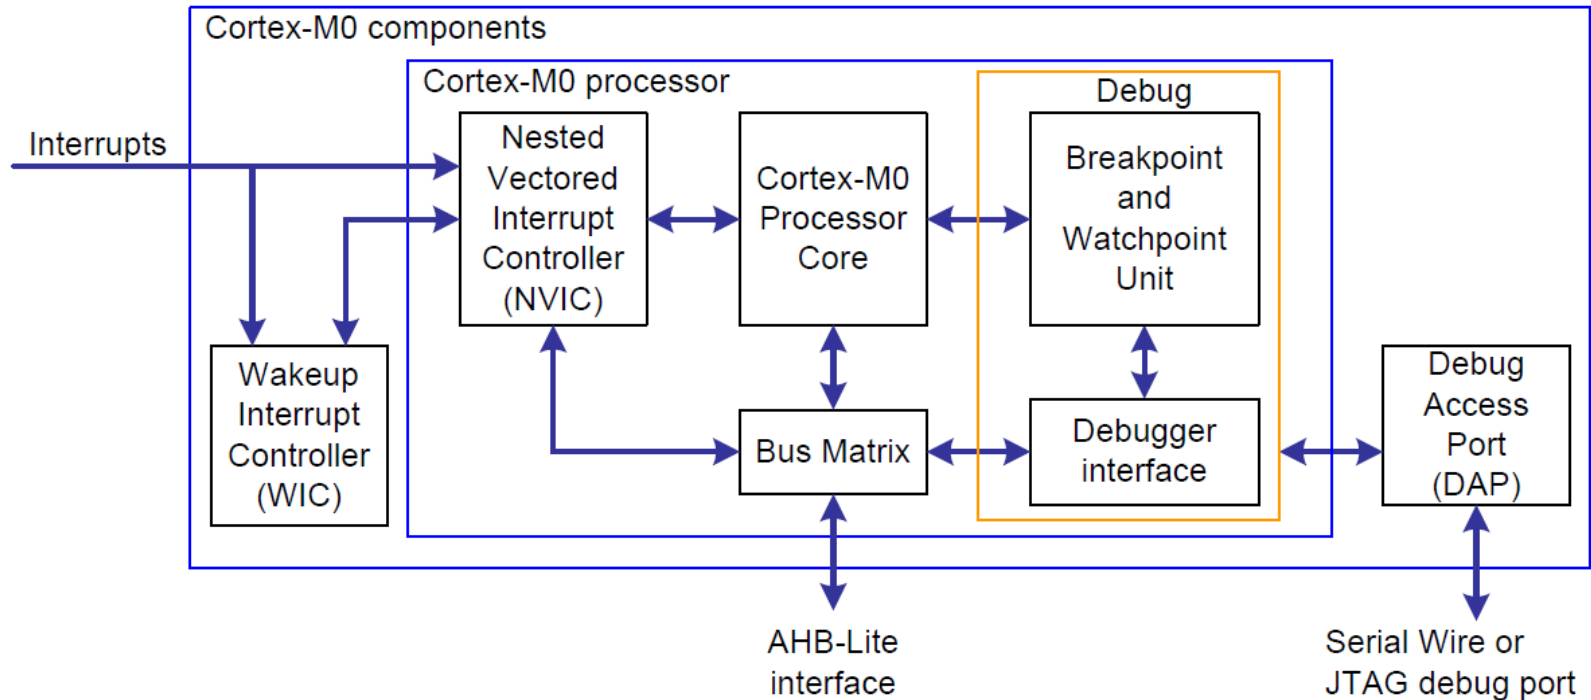 Cortex-M0 components
Cortex-M0 processor
Debug
Interrupts
Nested
Vectored
Interrupt
Controller
(NVIC)
Cortex-M0
Processor
Core
Breakpoint
and
Watchpoint
Unit
Wakeup
Interrupt
Controller
(WIC)
Bus Matrix
Debugger
interface
Debug
Access
Port
(DAP)
AHB-Lite
interface
Serial Wire or
JTAG debug port